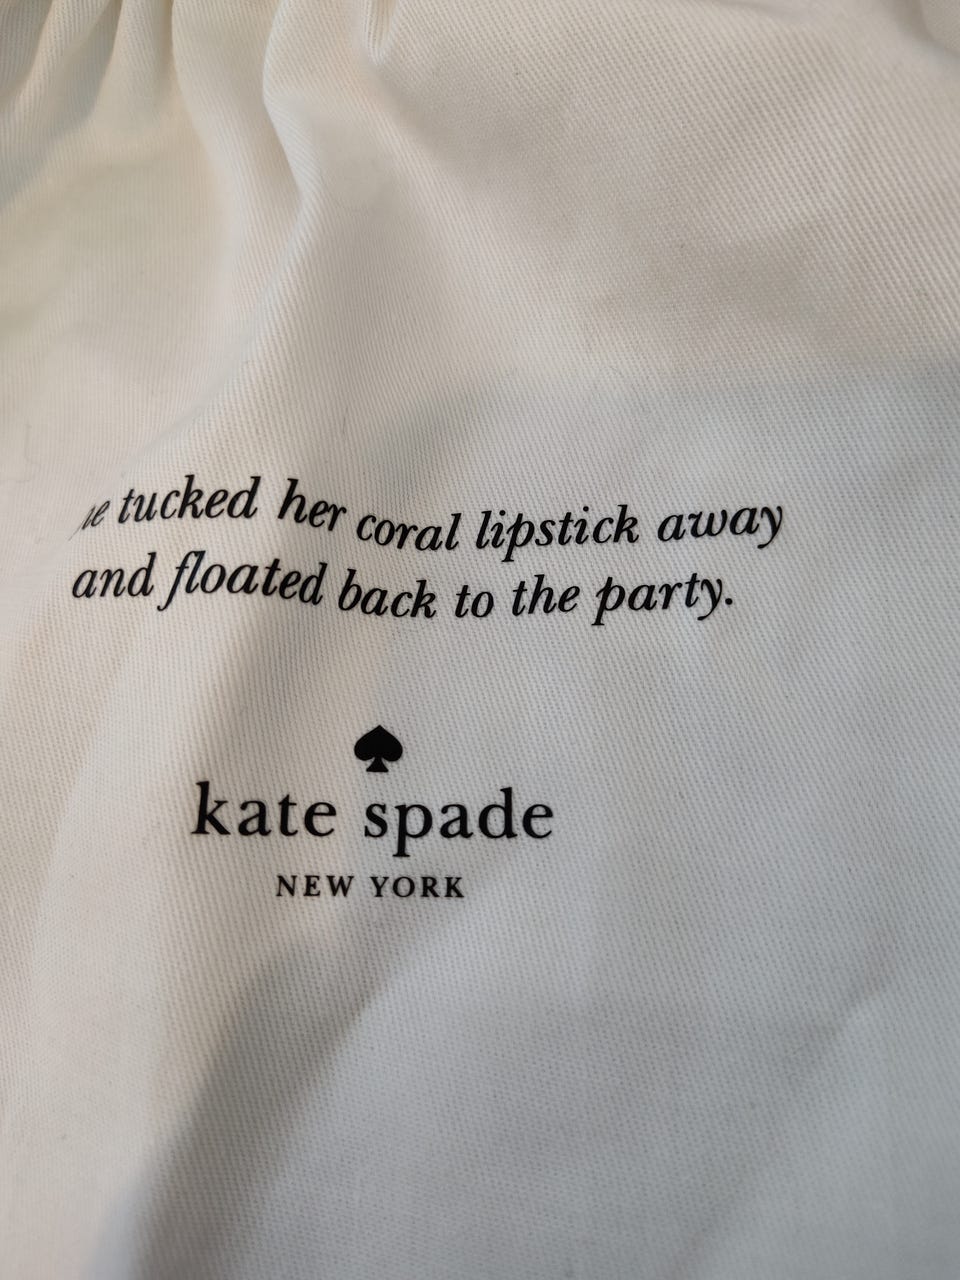 tucked her coral lipstick away
and floated back to the party.
kate spade
NEW YORK